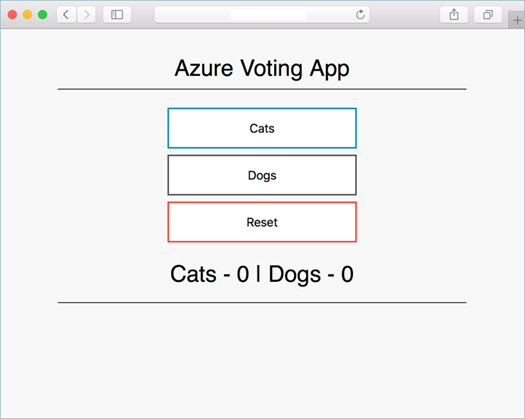 Azure Voting App
Cats
Dogs
Reset
Cats - 0 | Dogs - 0